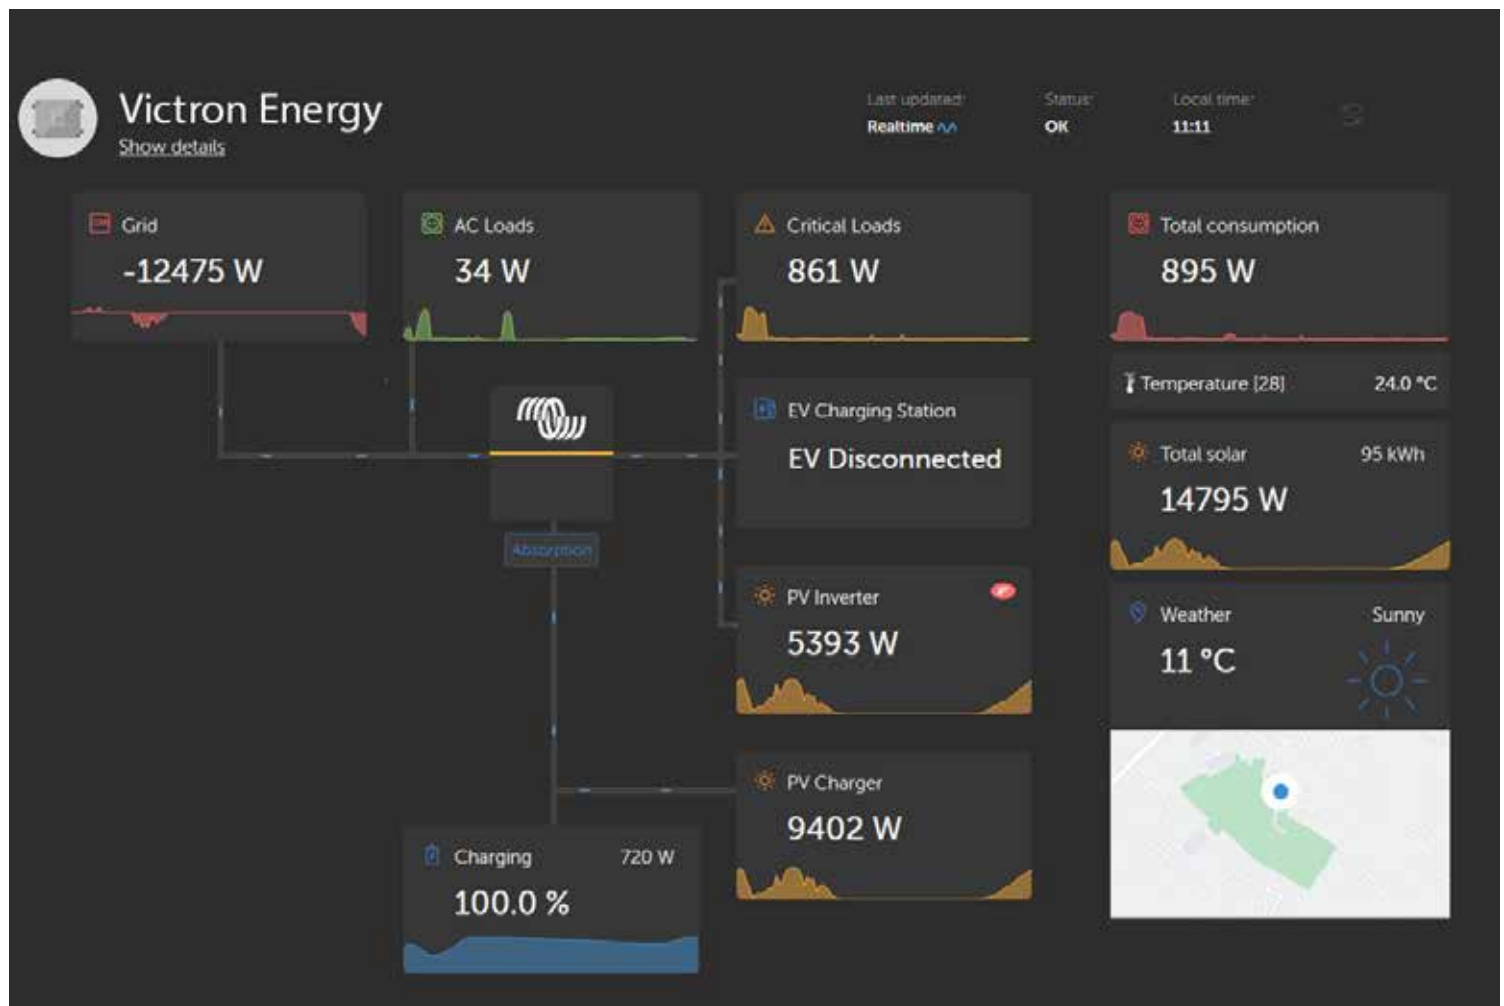 Victron Energy
Show details
Last updated:
Realtime
Status:
OK
Local time:
11:11
Grid
-12475 W
AC Loads
34 W
Critical Loads
861 W
Total consumption
895 W
Temperature [28] 24.0 °C
EV Charging Station
EV Disconnected
Total solar 95 kWh
14795 W
Absorption
PV Inverter
5393 W
Weather Sunny
11 °C
PV Charger
9402 W
Charging 720 W
100.0 %